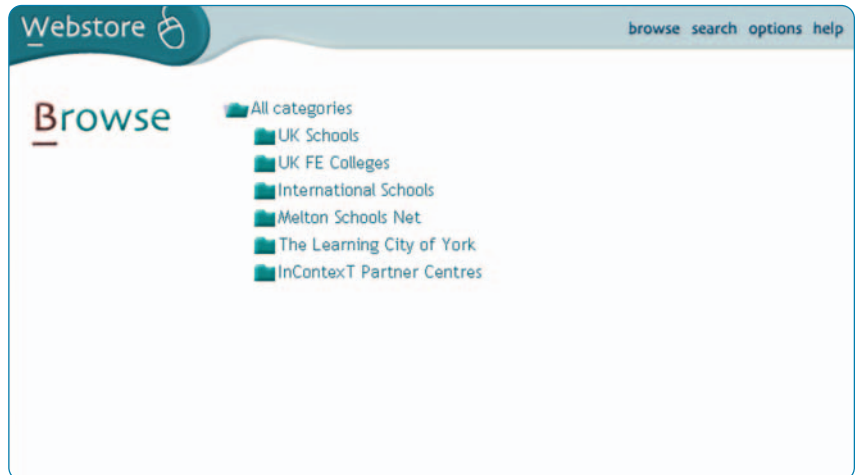 Webstore
browse search options help
Browse
All categories
UK Schools
UK FE Colleges
International Schools
Melton Schools Net
The Learning City of York
InContexT Partner Centres